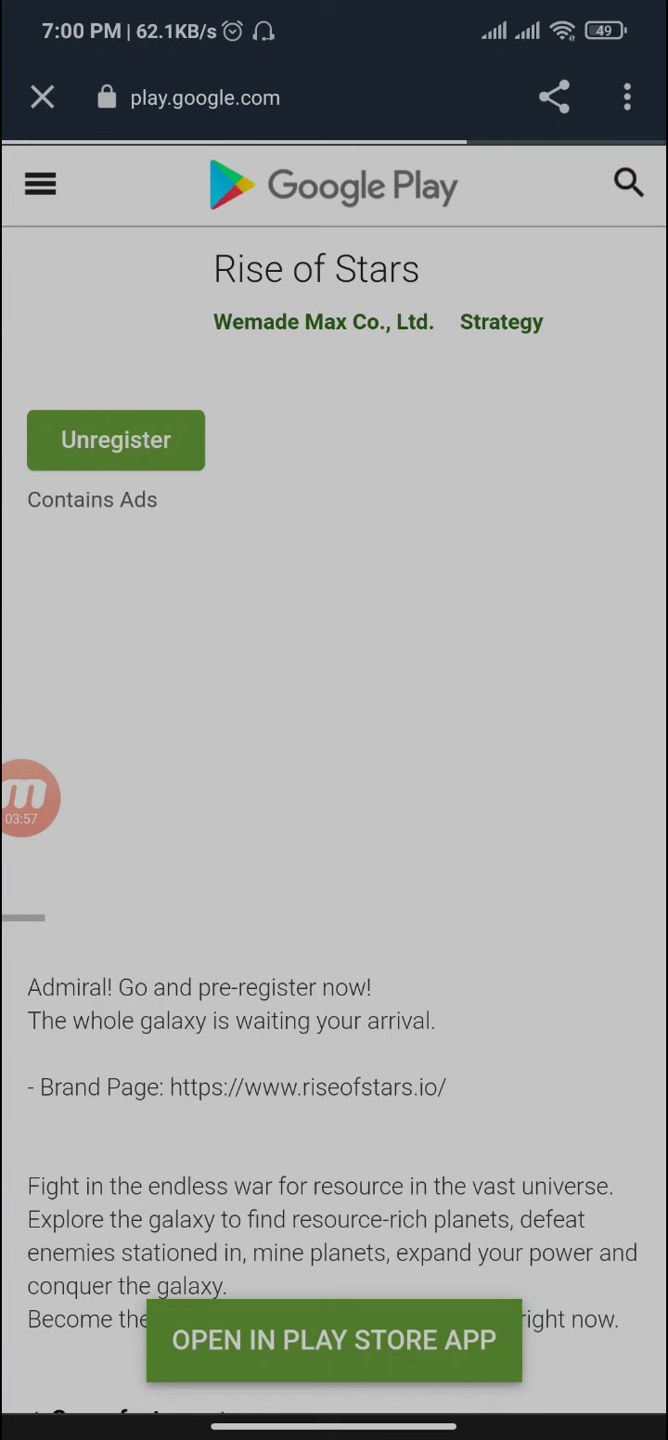 7:00 PM | 62.1KB/s
49
play.google.com
Google Play
Rise of Stars
Wemade Max Co., Ltd. Strategy
Unregister
Contains Ads
m
03:57
Admiral! Go and pre-register now!
The whole galaxy is waiting your arrival.
- Brand Page: https://www.riseofstars.io/
Fight in the endless war for resource in the vast universe.
Explore the galaxy to find resource-rich planets, defeat
enemies stationed in, mine planets, expand your power and
conquer the galaxy.
Become the right now.
OPEN IN PLAY STORE APP